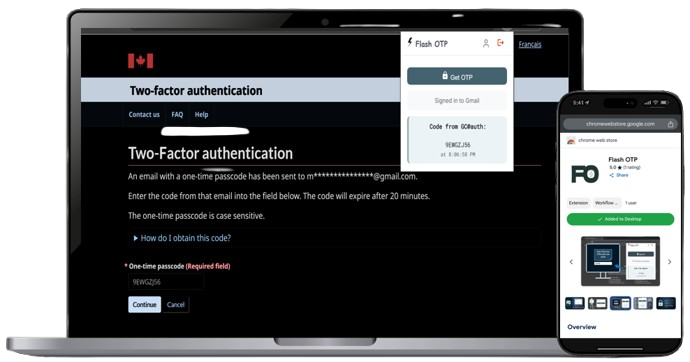 Français
Two-factor authentication
Contact us FAQ Help
Two-Factor authentication
An email with a one-time passcode has been sent to m***************@gmail.com.
Enter the code from that email into the field below. The code will expire after 20 minutes.
The one-time passcode is case sensitive.
How do I obtain this code?
* One-time passcode (Required field)
9EWGZJ56
Continue Cancel
Flash OTP
Get OTP
Signed in to Gmail
Code from GCKeyAuth:
9EWGZJ56
at 8:06:58 PM
5:41
chromewebstore.google.com
chrome web store
Flash OTP
5.0 ★ (1 rating)
Share
FO
Extension Workflow ... 1 user
Added to Desktop
Overview